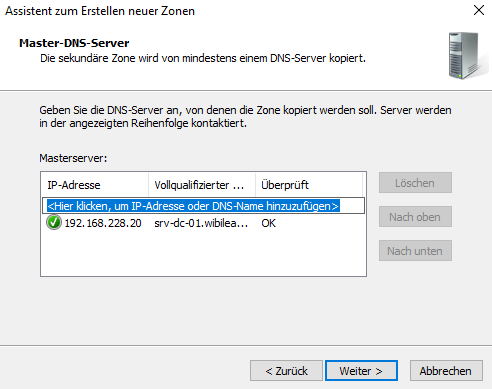 Assistent zum Erstellen neuer Zonen
Master-DNS-Server
Die sekundäre Zone wird von mindestens einem DNS-Server kopiert.
Geben Sie die DNS-Server an, von denen die Zone kopiert werden soll. Server werden
in der angezeigten Reihenfolge kontaktiert.
Masterserver:
IP-Adresse Vollqualifizierter ... Überprüft
<Hier klicken, um IP-Adresse oder DNS-Name hinzuzufügen>
192.168.228.20 srv-dc-01.wibilea... OK
Löschen
Nach oben
Nach unten
< Zurück Weiter > Abbrechen